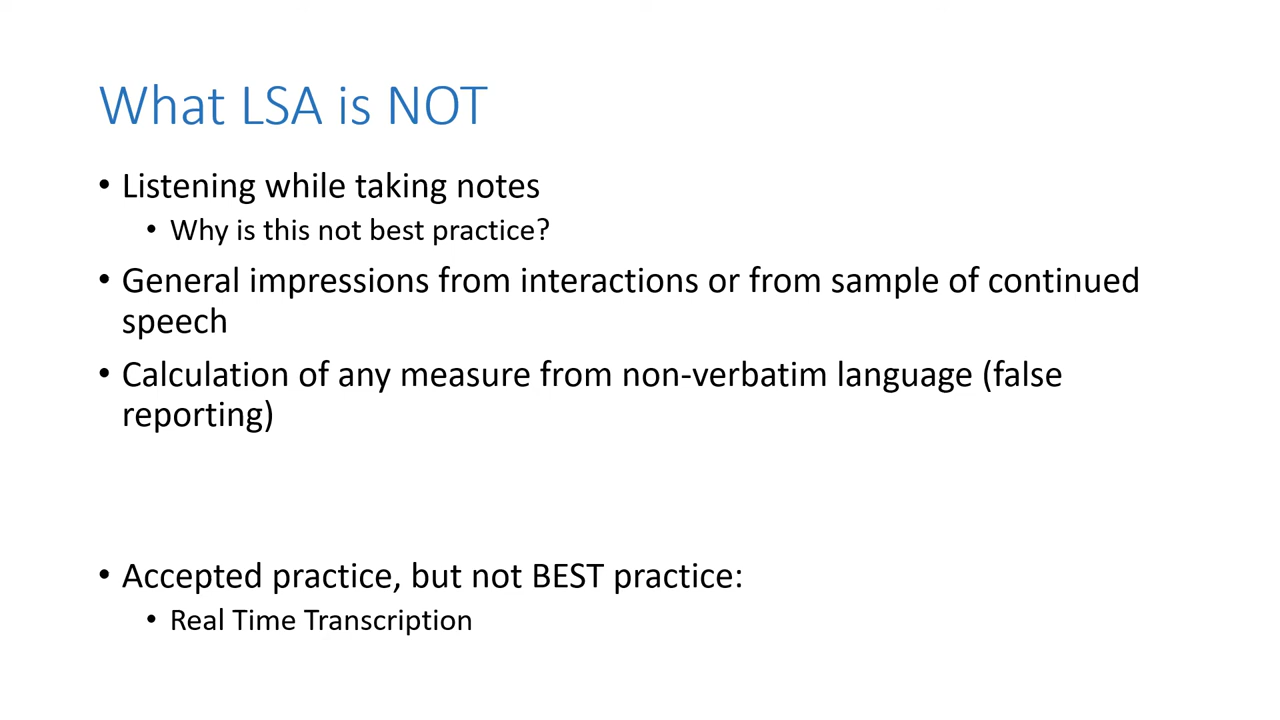 What LSA is NOT
• Listening while taking notes
• Why is this not best practice?
• General impressions from interactions or from sample of continued
speech
• Calculation of any measure from non-verbatim language (false
reporting)
• Accepted practice, but not BEST practice:
• Real Time Transcription